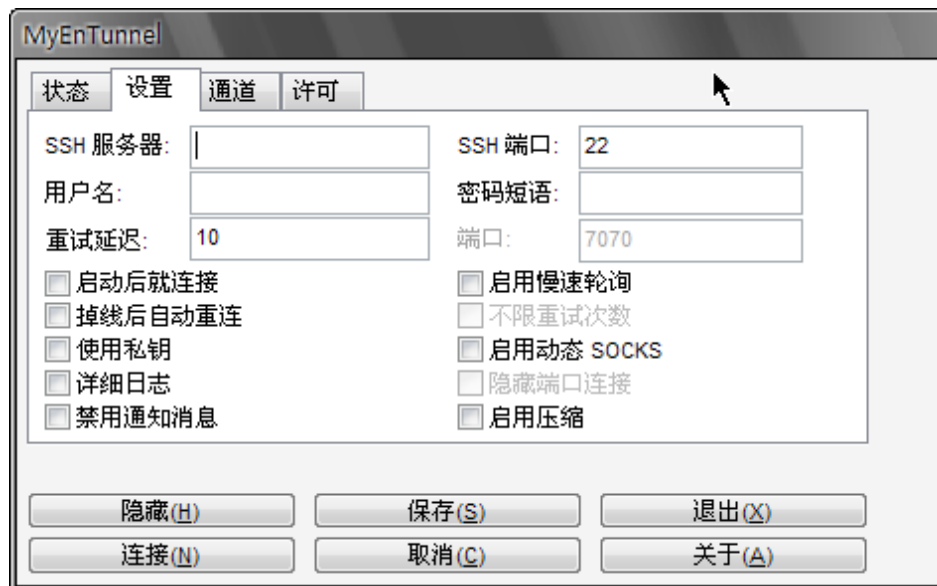 MyEnTunnel
状态 设置 通道 许可
SSH 服务器: SSH 端口: 22
用户名: 密码短语:
重试延迟: 10 端口: 7070
启动后就连接 启用慢速轮询
掉线后自动重连 不限重试次数
使用私钥 启用动态 SOCKS
详细日志 隐藏端口连接
禁用通知消息 启用压缩
隐藏(H) 保存(S) 退出(X)
连接(N) 取消(C) 关于(A)